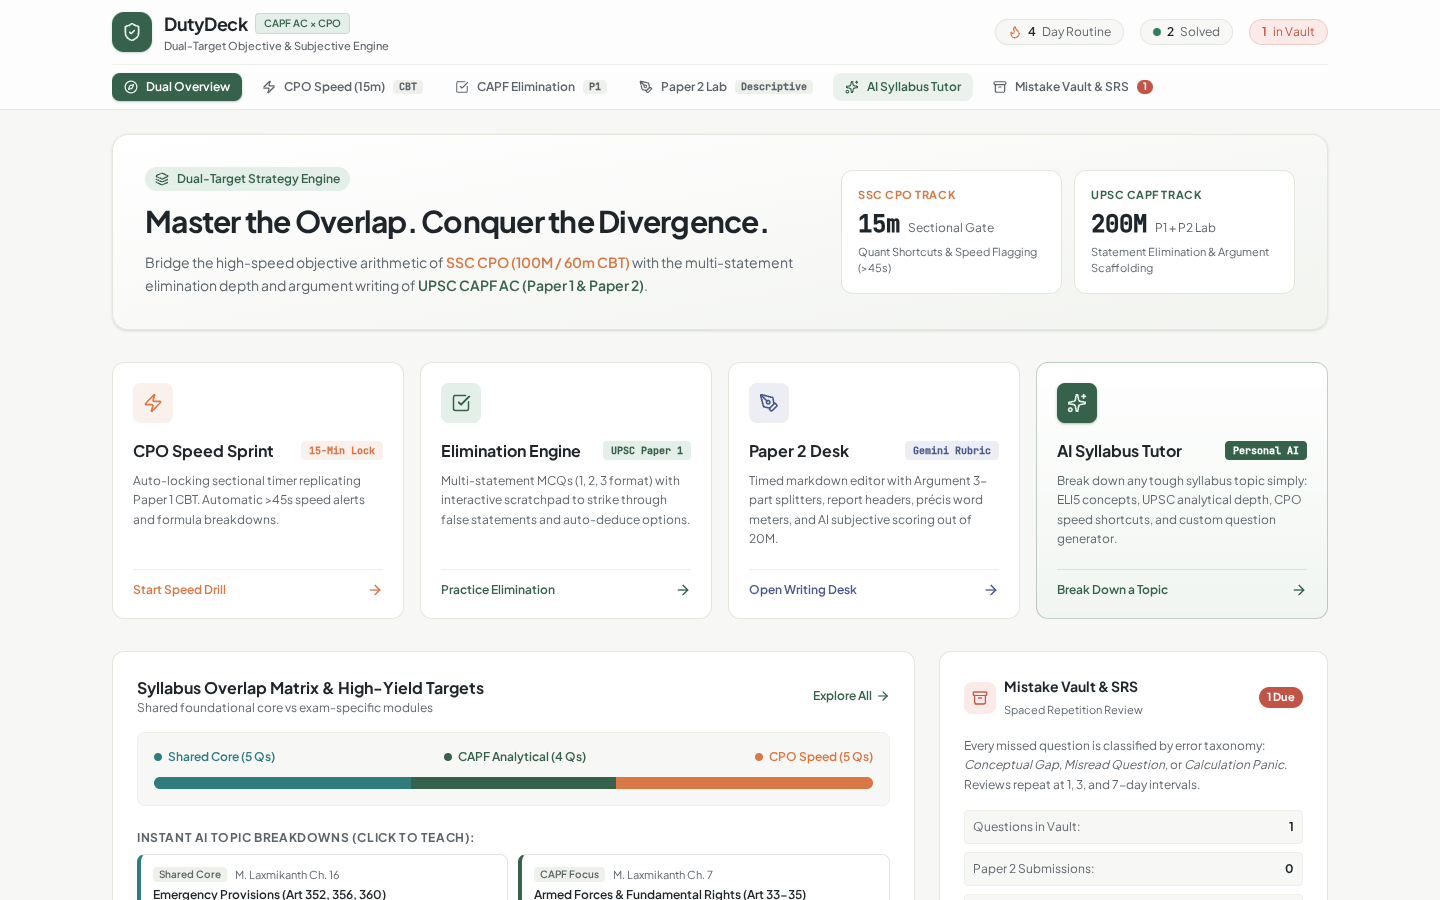 DutyDeck
CAPF AC × CPO
Dual-Target Objective & Subjective Engine
4 Day Routine
2 Solved
1 in Vault
Dual Overview
CPO Speed (15m) CBT
CAPF Elimination P1
Paper 2 Lab Descriptive
AI Syllabus Tutor
Mistake Vault & SRS 1
Dual-Target Strategy Engine
Master the Overlap. Conquer the Divergence.
Bridge the high-speed objective arithmetic of SSC CPO (100M / 60m CBT) with the multi-statement
elimination depth and argument writing of UPSC CAPF AC (Paper 1 & Paper 2).
SSC CPO TRACK
15m Sectional Gate
Quant Shortcuts & Speed Flagging
(>45s)
UPSC CAPF TRACK
200M P1 + P2 Lab
Statement Elimination & Argument
Scaffolding
CPO Speed Sprint
15-Min Lock
Auto-locking sectional timer replicating
Paper 1 CBT. Automatic >45s speed alerts
and formula breakdowns.
Start Speed Drill
Elimination Engine
UPSC Paper 1
Multi-statement MCQs (1, 2, 3 format) with
interactive scratchpad to strike through
false statements and auto-deduce options.
Practice Elimination
Paper 2 Desk
Gemini Rubric
Timed markdown editor with Argument 3-
part splitters, report headers, précis word
meters, and AI subjective scoring out of
20M.
Open Writing Desk
AI Syllabus Tutor
Personal AI
Break down any tough syllabus topic simply:
ELI5 concepts, UPSC analytical depth, CPO
speed shortcuts, and custom question
generator.
Break Down a Topic
Syllabus Overlap Matrix & High-Yield Targets
Shared foundational core vs exam-specific modules
Explore All
Shared Core (5 Qs)
CAPF Analytical (4 Qs)
CPO Speed (5 Qs)
INSTANT AI TOPIC BREAKDOWNS (CLICK TO TEACH):
Shared Core M. Laxmikanth Ch. 16
Emergency Provisions (Art 352, 356, 360)
CAPF Focus M. Laxmikanth Ch. 7
Armed Forces & Fundamental Rights (Art 33-35)
Mistake Vault & SRS
Spaced Repetition Review
1 Due
Every missed question is classified by error taxonomy:
Conceptual Gap, Misread Question, or Calculation Panic.
Reviews repeat at 1, 3, and 7-day intervals.
Questions in Vault: 1
Paper 2 Submissions: 0